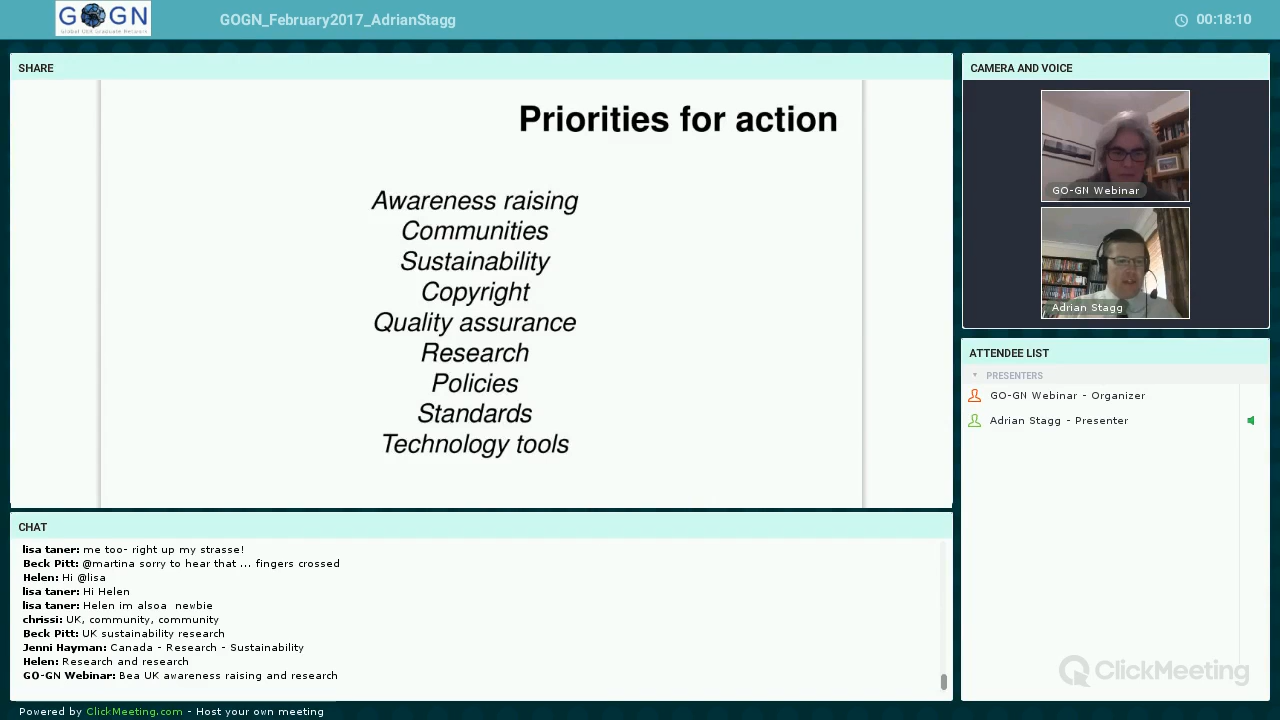 GOGN
Global OER Graduate Network
GOGN_February2017_AdrianStagg
00:18:10
SHARE
Priorities for action
Awareness raising
Communities
Sustainability
Copyright
Quality assurance
Research
Policies
Standards
Technology tools
CAMERA AND VOICE
GO-GN Webinar
Adrian Stagg
ATTENDEE LIST
PRESENTERS
GO-GN Webinar - Organizer
Adrian Stagg - Presenter
CHAT
lisa taner: me too- right up my strasse!
Beck Pitt: @martina sorry to hear that ... fingers crossed
Helen: Hi @lisa
lisa taner: Hi Helen
lisa taner: Helen im alsoa  newbie
chrissi: UK, community, community
Beck Pitt: UK sustainability research
Jenni Hayman: Canada - Research - Sustainability
Helen: Research and research
GO-GN Webinar: Bea UK awareness raising and research
ClickMeeting
Powered by ClickMeeting.com - Host your own meeting